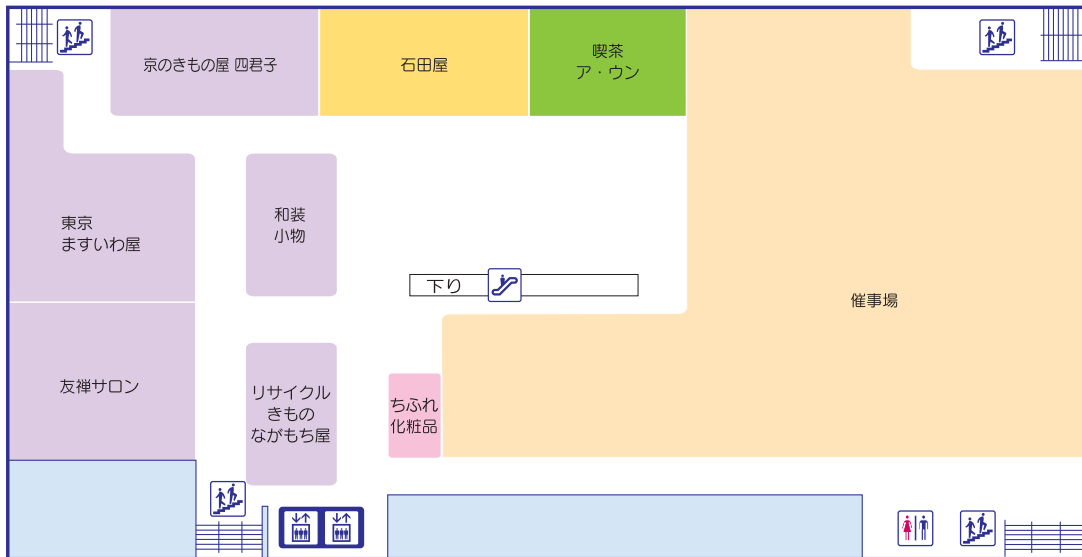 京のきもの屋 四君子
石田屋
喫茶
ア・ウン
東京
ますいわ屋
和装
小物
下り
催事場
友禅サロン
リサイクル
きもの
ながもち屋
ちふれ
化粧品